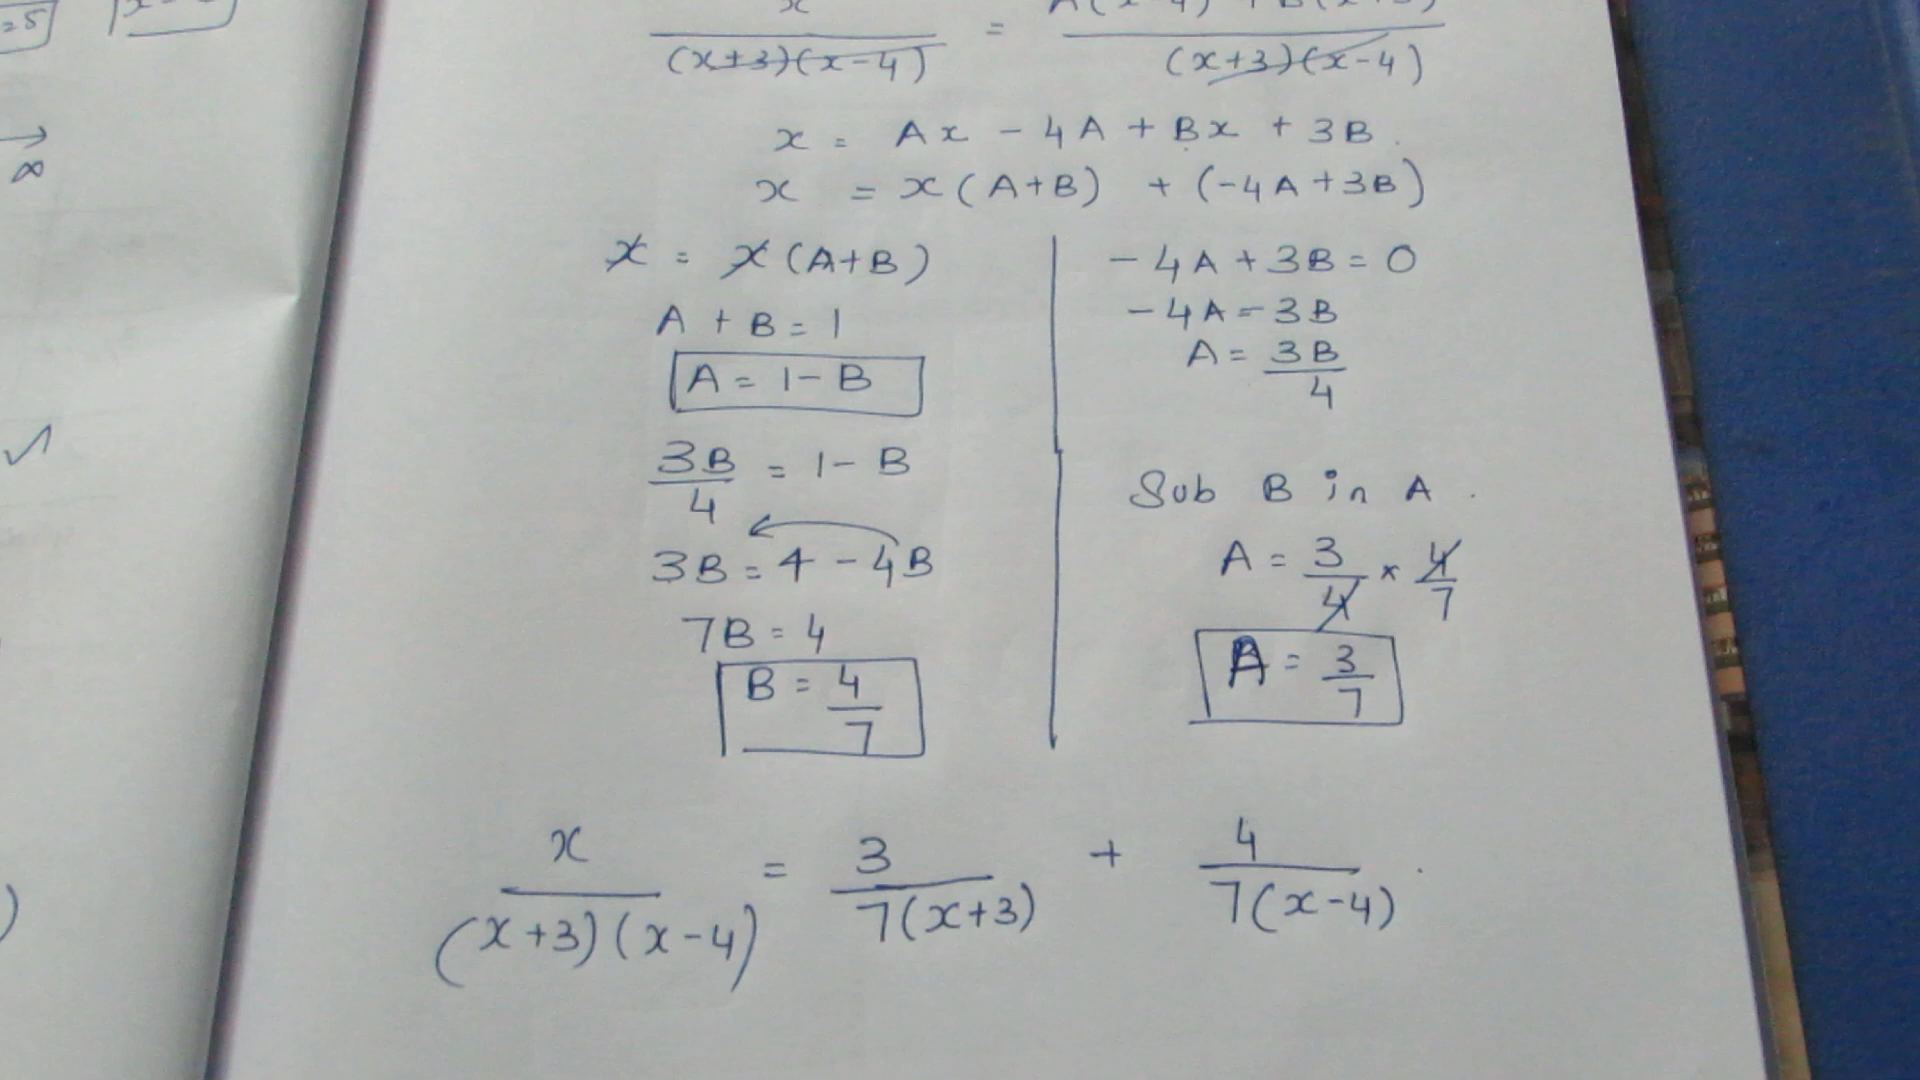 =5
→
∞
x / (x+3)(x-4) = / (x+3)(x-4)
x = Ax - 4A + Bx + 3B
x = x(A+B) + (-4A+3B)
x = x(A+B)
A + B = 1
A = 1 - B
3B/4 = 1 - B
3B = 4 - 4B
7B = 4
B = 4/7
-4A + 3B = 0
-4A = -3B
A = 3B/4
Sub B in A.
A = 3/4 × 4/7
A = 3/7
x / (x+3)(x-4) = 3 / 7(x+3) + 4 / 7(x-4).